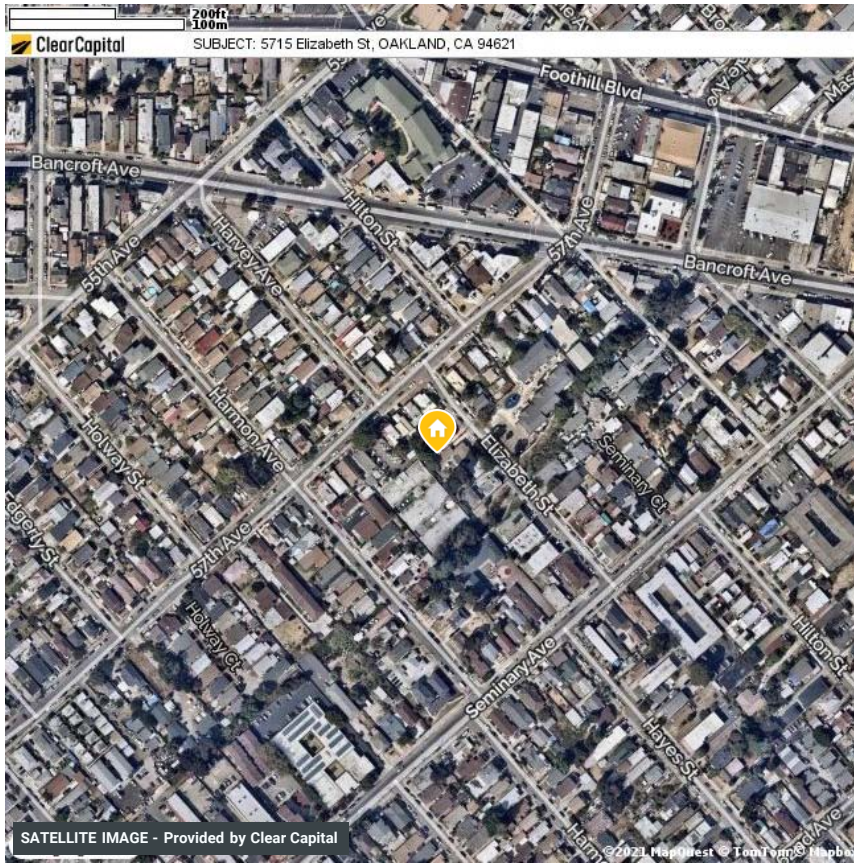 200ft
100m
ClearCapital
SUBJECT: 5715 Elizabeth St, OAKLAND, CA 94621
Foothill Blvd
Bancroft Ave
Hilton St
57th Ave
Harvey Ave
55th Ave
Bancroft Ave
Harmon Ave
Holway St
Elizabeth St
Seminary Ct
57th Ave
Holway Ct
Hilton St
Seminary Ave
Hayes St
SATELLITE IMAGE - Provided by Clear Capital
©2021 MapQuest © TomTom © Mapbox